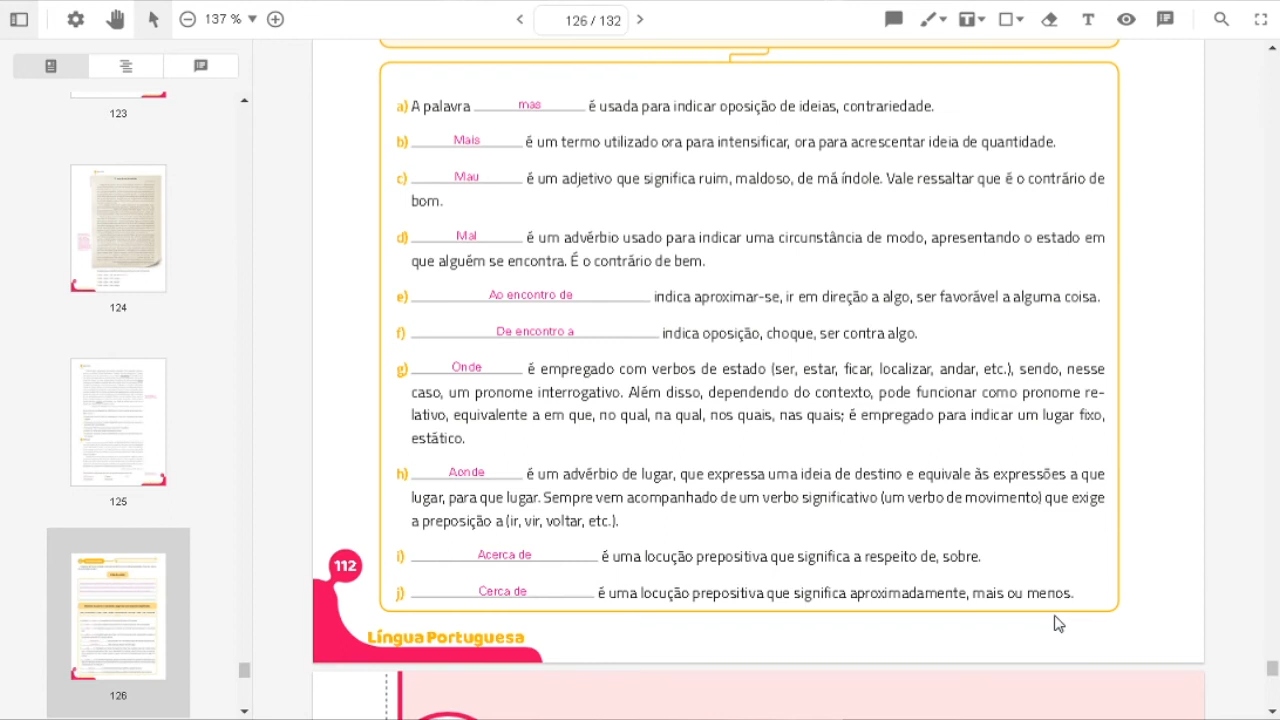 137 %
126 / 132
a) A palavra mas é usada para indicar oposição de ideias, contrariedade.
b) Mais é um termo utilizado ora para intensificar, ora para acrescentar ideia de quantidade.
c) Mau é um adjetivo que significa ruim, maldoso, de má índole. Vale ressaltar que é o contrário de
bom.
d) Mal é um advérbio usado para indicar uma circunstância de modo, apresentando o estado em
que alguém se encontra. É o contrário de bem.
e) Ao encontro de indica aproximar-se, ir em direção a algo, ser favorável a alguma coisa.
f) De encontro a indica oposição, choque, ser contra algo.
g) Onde é empregado com verbos de estado (ser, estar, ficar, localizar, andar, etc.), sendo, nesse
caso, um pronome interrogativo. Além disso, dependendo do contexto, pode funcionar como pronome re-
lativo, equivalente a em que, no qual, na qual, nos quais, nas quais; é empregado para indicar um lugar fixo,
estático.
h) Aonde é um advérbio de lugar, que expressa uma ideia de destino e equivale às expressões a que
lugar, para que lugar. Sempre vem acompanhado de um verbo significativo (um verbo de movimento) que exige
a preposição a (ir, vir, voltar, etc.).
i) Acerca de é uma locução prepositiva que significa a respeito de, sobre.
j) Cerca de é uma locução prepositiva que significa aproximadamente, mais ou menos.
112
Língua Portuguesa
123
124
125
126